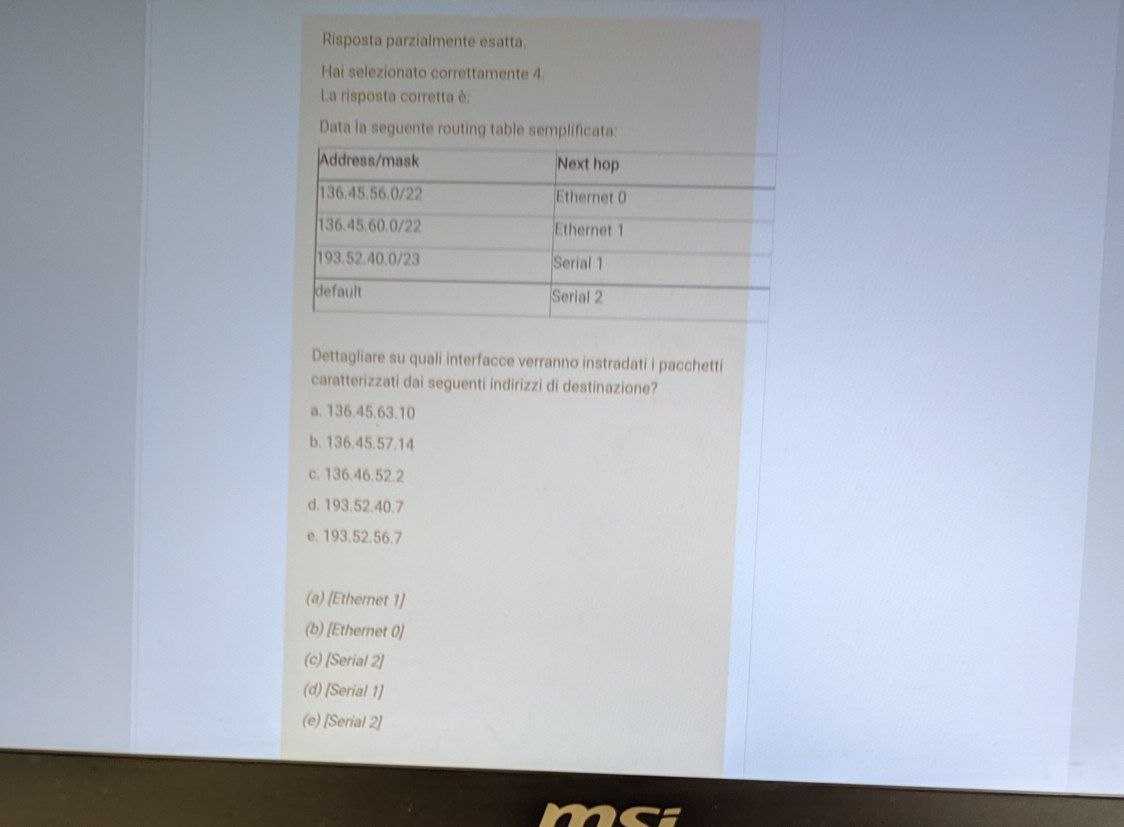 Risposta parzialmente esatta.
Hai selezionato correttamente 4.
La risposta corretta è:
Data la seguente routing table semplificata:
Address/mask Next hop
136.45.56.0/22 Ethernet 0
136.45.60.0/22 Ethernet 1
193.52.40.0/23 Serial 1
default Serial 2
Dettagliare su quali interfacce verranno instradati i pacchetti
caratterizzati dai seguenti indirizzi di destinazione?
a. 136.45.63.10
b. 136.45.57.14
c. 136.46.52.2
d. 193.52.40.7
e. 193.52.56.7
(a) [Ethernet 1]
(b) [Ethernet 0]
(c) [Serial 2]
(d) [Serial 1]
(e) [Serial 2]
msi